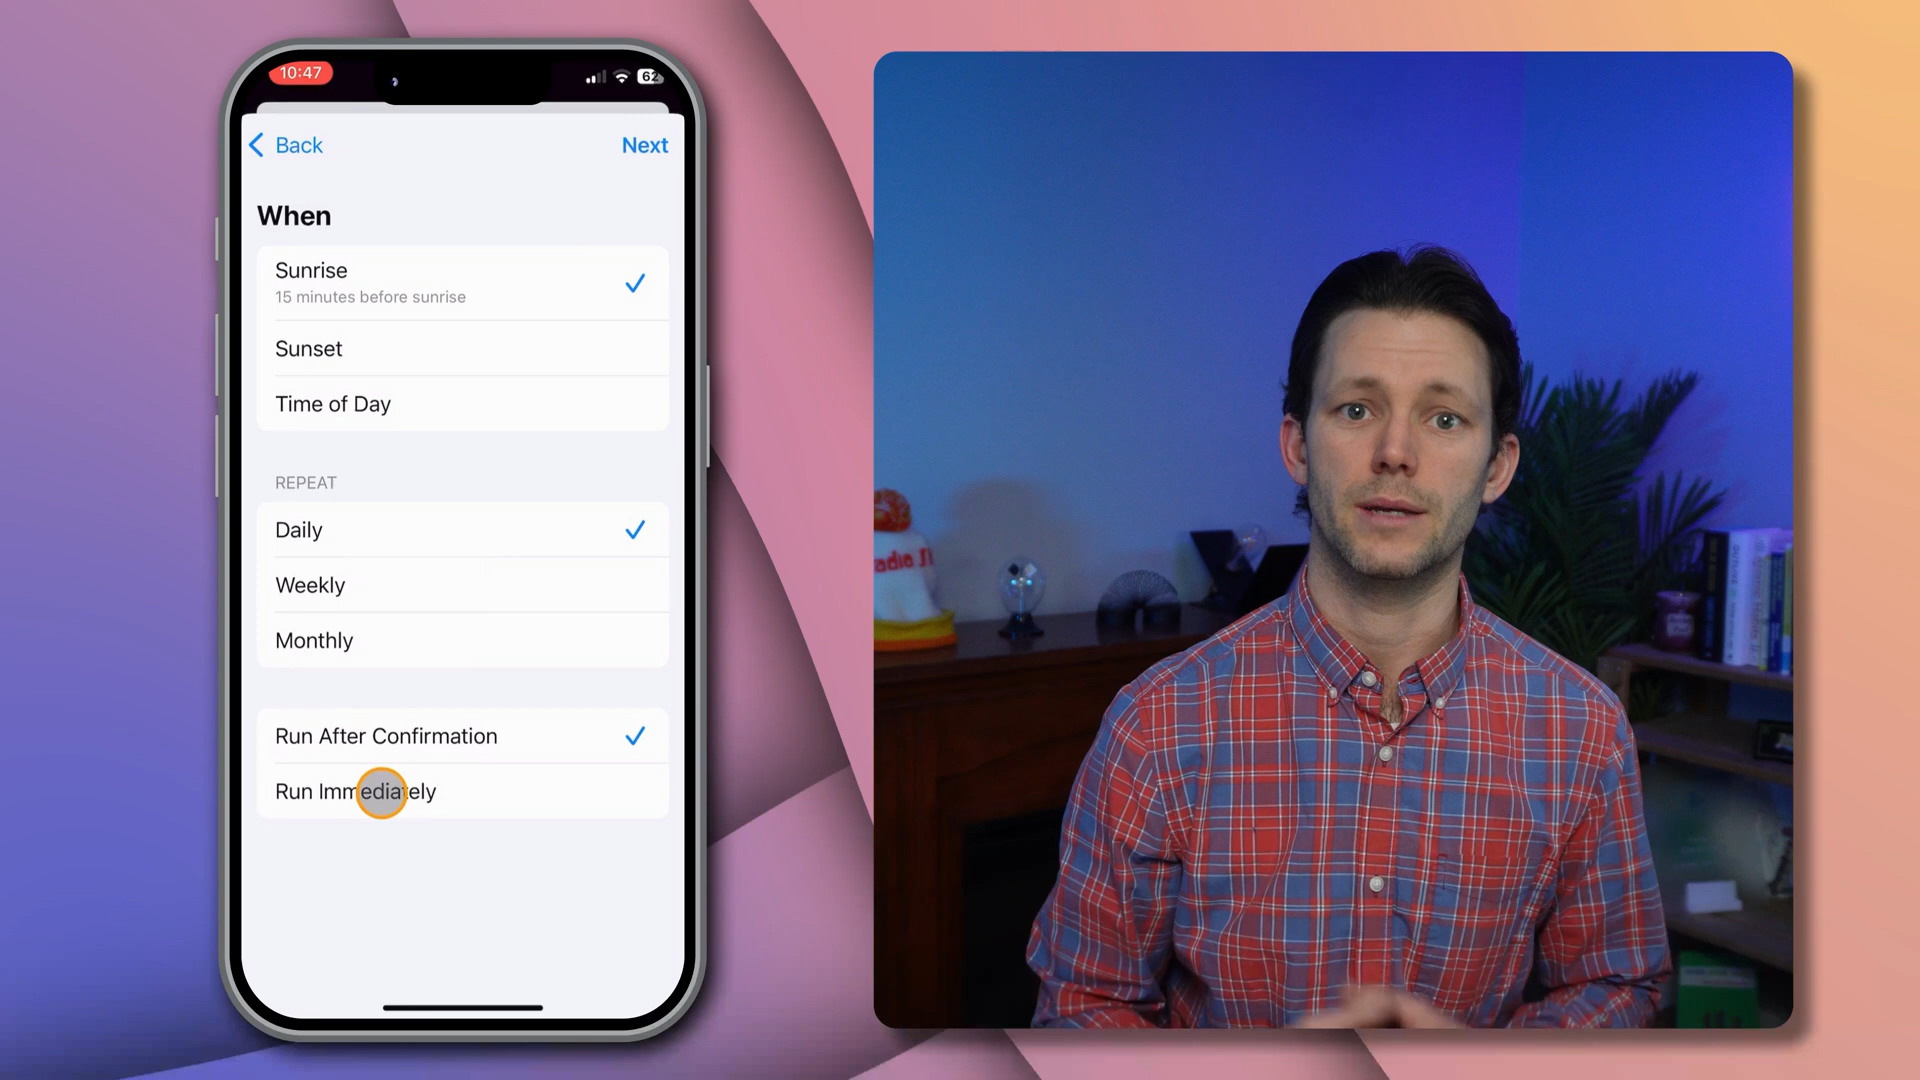 10:47
62
Back
Next
When
Sunrise
15 minutes before sunrise
Sunset
Time of Day
REPEAT
Daily
Weekly
Monthly
Run After Confirmation
Run Immediately